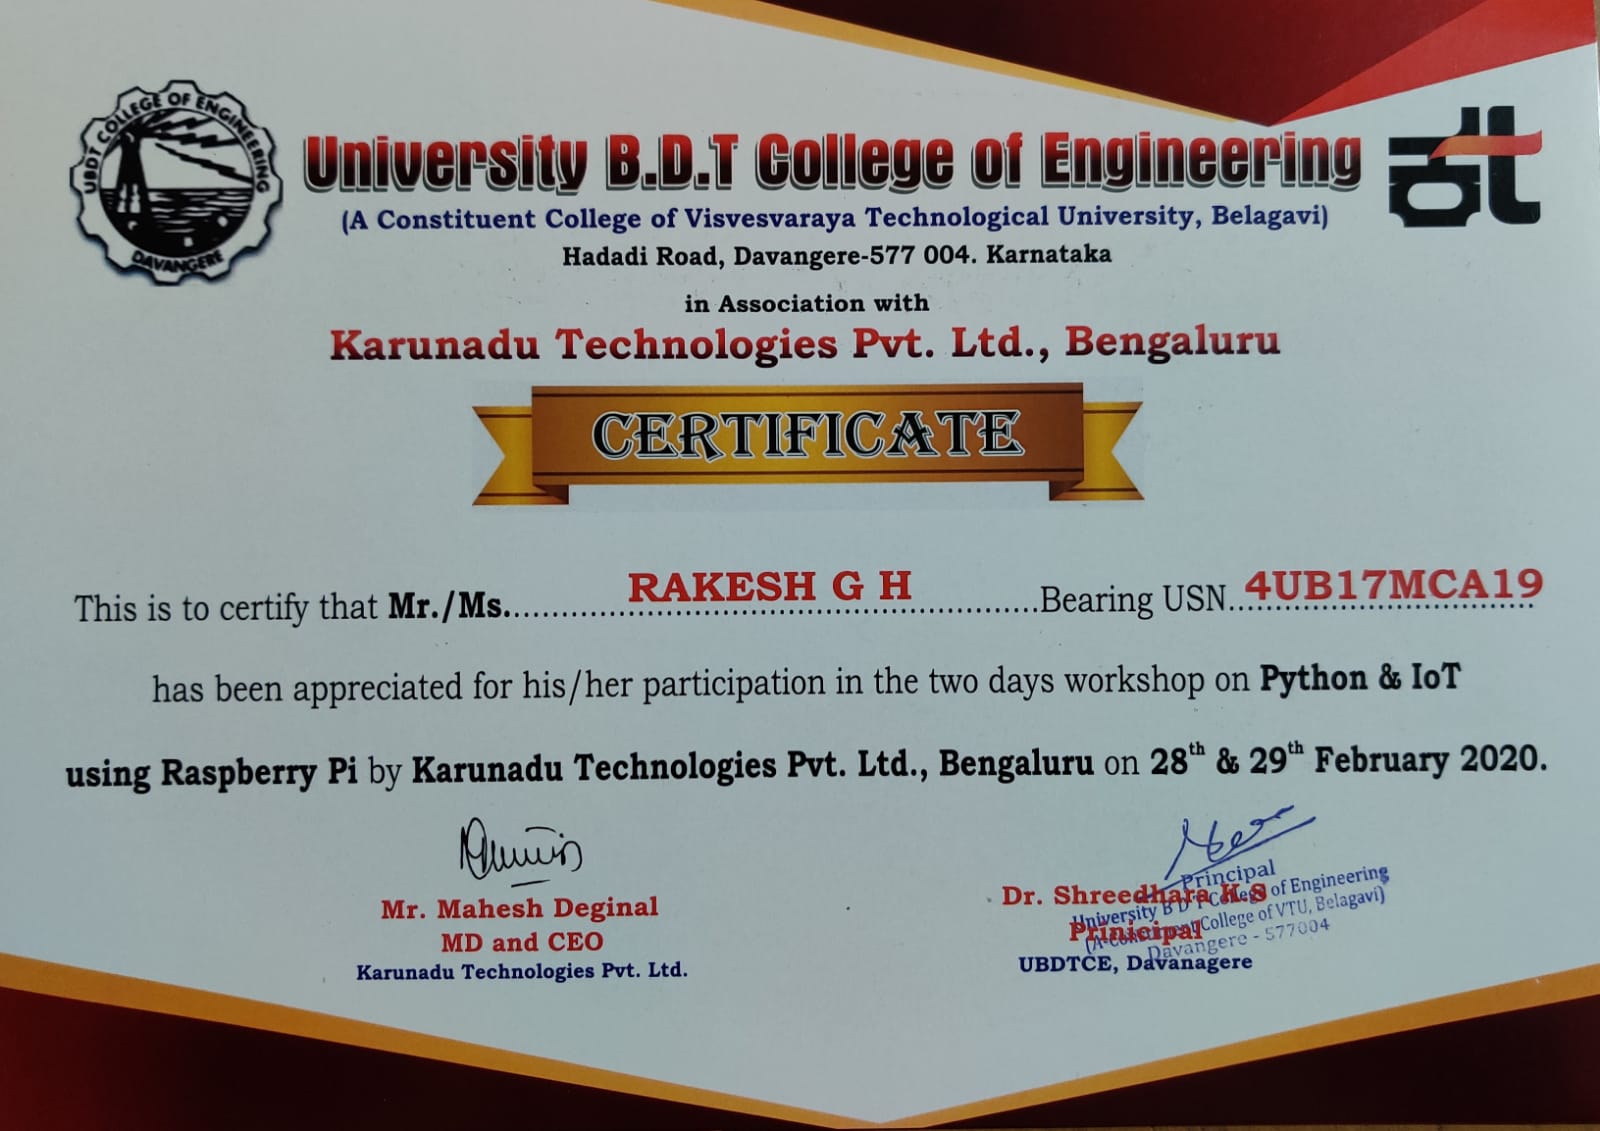 UBDT COLLEGE OF ENGINEERING
DAVANGERE
University B.D.T College of Engineering
(A Constituent College of Visvesvaraya Technological University, Belagavi)
Hadadi Road, Davangere-577 004. Karnataka
in Association with
Karunadu Technologies Pvt. Ltd., Bengaluru
CERTIFICATE
This is to certify that Mr./Ms. RAKESH G H Bearing USN 4UB17MCA19
has been appreciated for his/her participation in the two days workshop on Python & IoT
using Raspberry Pi by Karunadu Technologies Pvt. Ltd., Bengaluru on 28th & 29th February 2020.
Mr. Mahesh Deginal
MD and CEO
Karunadu Technologies Pvt. Ltd.
Dr. Shreedhara K.S
Prinicipal
UBDTCE, Davanagere
Principal
University B D T College of Engineering
(A Constituent College of VTU, Belagavi)
Davangere - 577004